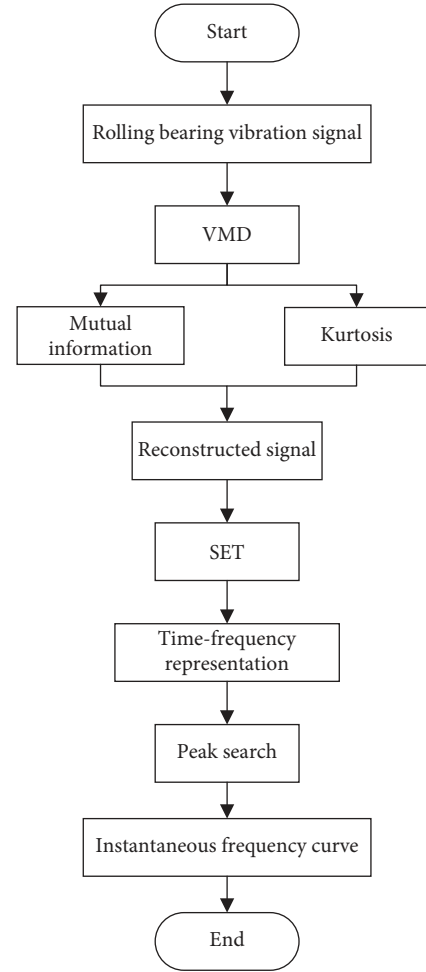 Start
Rolling bearing vibration signal
VMD
Mutual
information
Kurtosis
Reconstructed signal
SET
Time-frequency
representation
Peak search
Instantaneous frequency curve
End